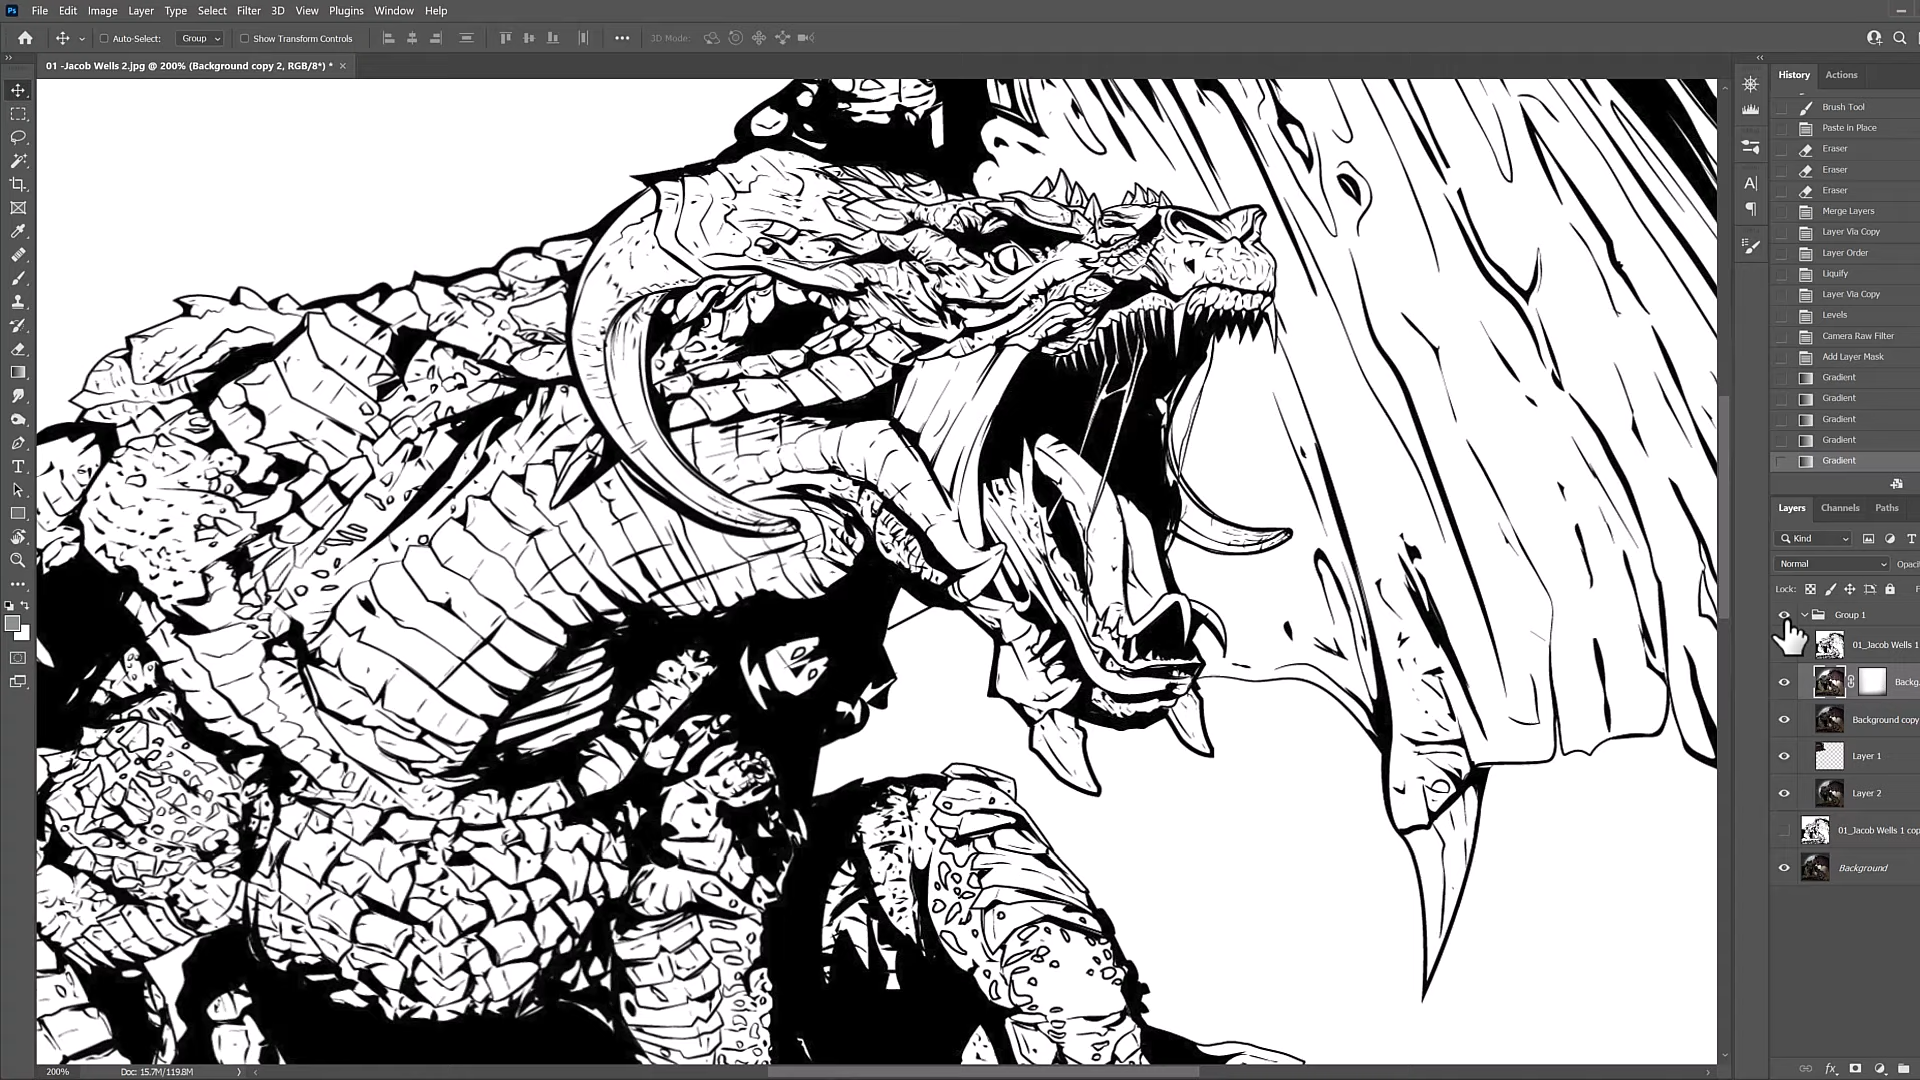 Ps File Edit Image Layer Type Select Filter 3D View Plugins Window Help
Auto-Select: Group Show Transform Controls 3D Mode:
01 -Jacob Wells 2.jpg @ 200% (Background copy 2, RGB/8*) * ×
History Actions
Brush Tool
Paste in Place
Eraser
Eraser
Eraser
Merge Layers
Layer Via Copy
Layer Order
Liquify
Layer Via Copy
Levels
Camera Raw Filter
Add Layer Mask
Gradient
Gradient
Gradient
Gradient
Gradient
Layers Channels Paths
Kind
Normal Opaci
Lock: F
Group 1
01_Jacob Wells 1
Backg
Background copy
Layer 1
Layer 2
01_Jacob Wells 1 cop
Background
200% Doc: 15.7M/119.8M